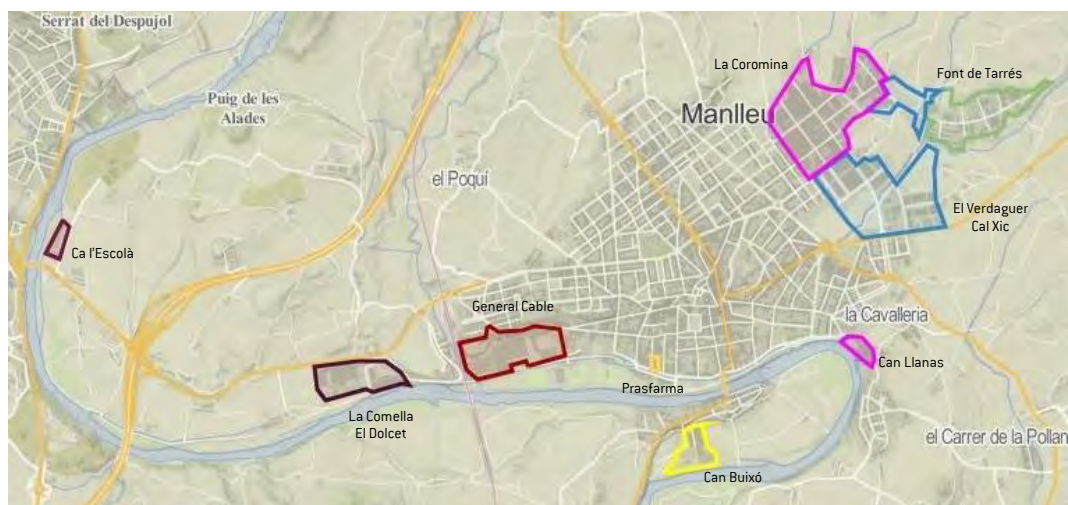 Serrat del Despujol
La Coromina
Font de Tarrés
Puig de les
Alades
Manlleu
el Poquí
El Verdaguer
Cal Xic
Ca l'Escolà
General Cable
la Cavalleria
Can Llanas
Prasfarma
La Comella
El Dolcet
el Carrer de la Pollan
Can Buixó